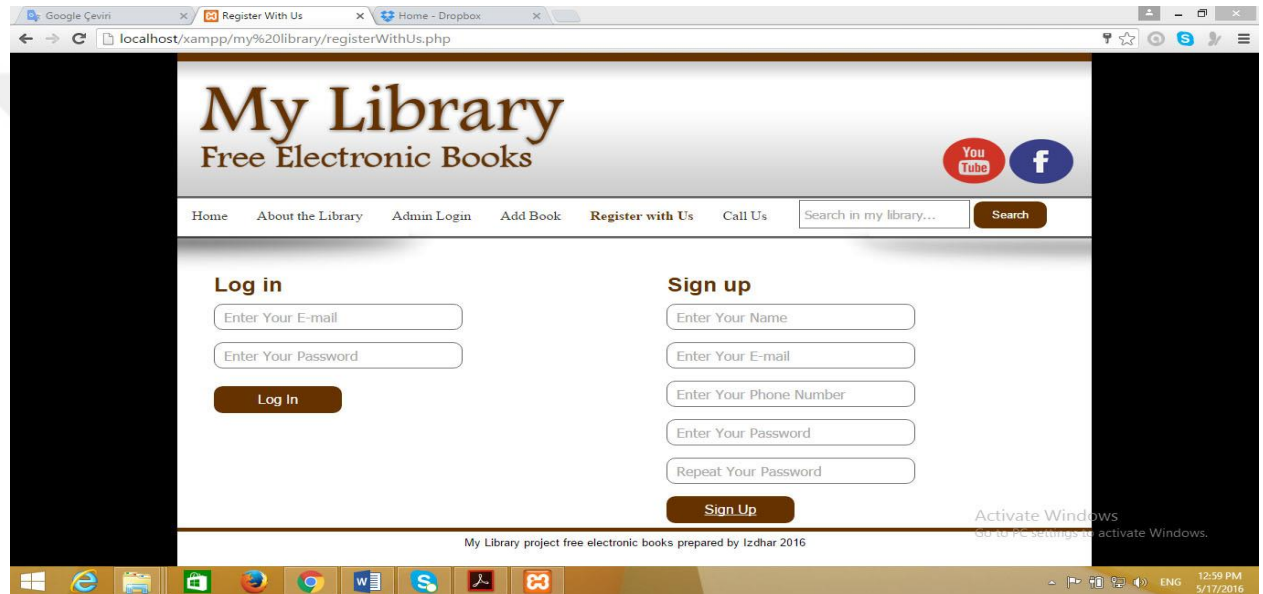 Google Çeviri
Register With Us
Home - Dropbox
localhost/xampp/my%20library/registerWithUs.php
My Library
Free Electronic Books
You
Tube
f
Home About the Library Admin Login Add Book Register with Us Call Us Search in my library... Search
Log in
Enter Your E-mail
Enter Your Password
Log In
Sign up
Enter Your Name
Enter Your E-mail
Enter Your Phone Number
Enter Your Password
Repeat Your Password
Sign Up
Activate Windows
Go to PC settings to activate Windows.
My Library project free electronic books prepared by Izdhar 2016
ENG
12:59 PM
5/17/2016